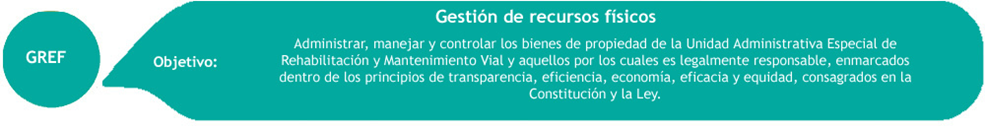 Gestión de recursos físicos
GREF
Objetivo:
Administrar, manejar y controlar los bienes de propiedad de la Unidad Administrativa Especial de
Rehabilitación y Mantenimiento Vial y aquellos por los cuales es legalmente responsable, enmarcados
dentro de los principios de transparencia, eficiencia, economía, eficacia y equidad, consagrados en la
Constitución y la Ley.